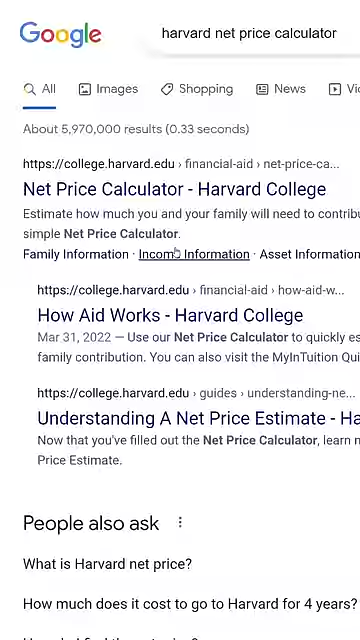 Google
harvard net price calculator
All Images Shopping News
About 5,970,000 results (0.33 seconds)
https://college.harvard.edu › financial-aid › net-price-ca...
Net Price Calculator - Harvard College
Estimate how much you and your family will need to
simple Net Price Calculator.
Family Information · Income Information · Asset Information
https://college.harvard.edu › financial-aid › how-aid-w...
How Aid Works - Harvard College
Mar 31, 2022 — Use our Net Price Calculator to quickly
family contribution. You can also visit the MyInTuition
https://college.harvard.edu › guides › understanding-ne...
Understanding A Net Price Estimate -
Now that you've filled out the Net Price Calculator, learn
Price Estimate.
People also ask
What is Harvard net price?
How much does it cost to go to Harvard for 4 years?